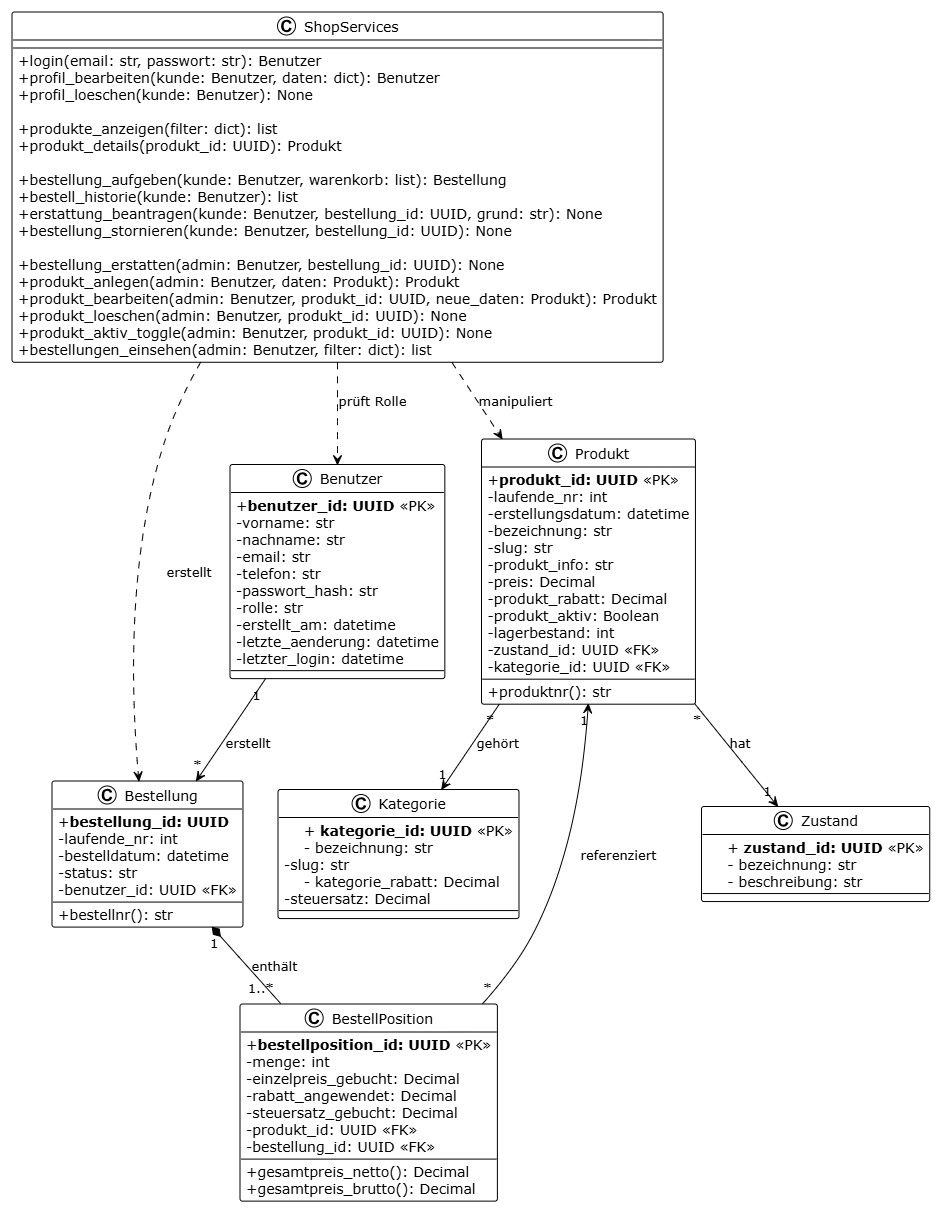 C ShopServices
+login(email: str, passwort: str): Benutzer
+profil_bearbeiten(kunde: Benutzer, daten: dict): Benutzer
+profil_loeschen(kunde: Benutzer): None
+produkte_anzeigen(filter: dict): list
+produkt_details(produkt_id: UUID): Produkt
+bestellung_aufgeben(kunde: Benutzer, warenkorb: list): Bestellung
+bestell_historie(kunde: Benutzer): list
+erstattung_beantragen(kunde: Benutzer, bestellung_id: UUID, grund: str): None
+bestellung_stornieren(kunde: Benutzer, bestellung_id: UUID): None
+bestellung_erstatten(admin: Benutzer, bestellung_id: UUID): None
+produkt_anlegen(admin: Benutzer, daten: Produkt): Produkt
+produkt_bearbeiten(admin: Benutzer, produkt_id: UUID, neue_daten: Produkt): Produkt
+produkt_loeschen(admin: Benutzer, produkt_id: UUID): None
+produkt_aktiv_toggle(admin: Benutzer, produkt_id: UUID): None
+bestellungen_einsehen(admin: Benutzer, filter: dict): list
prüft Rolle
manipuliert
erstellt
C Benutzer
+benutzer_id: UUID «PK»
-vorname: str
-nachname: str
-email: str
-telefon: str
-passwort_hash: str
-rolle: str
-erstellt_am: datetime
-letzte_aenderung: datetime
-letzter_login: datetime
C Produkt
+produkt_id: UUID «PK»
-laufende_nr: int
-erstellungsdatum: datetime
-bezeichnung: str
-slug: str
-produkt_info: str
-preis: Decimal
-produkt_rabatt: Decimal
-produkt_aktiv: Boolean
-lagerbestand: int
-zustand_id: UUID «FK»
-kategorie_id: UUID «FK»
+produktnr(): str
1
erstellt
*
*
gehört
1
1
referenziert
*
*
hat
1
C Bestellung
+bestellung_id: UUID
-laufende_nr: int
-bestelldatum: datetime
-status: str
-benutzer_id: UUID «FK»
+bestellnr(): str
C Kategorie
+ kategorie_id: UUID «PK»
- bezeichnung: str
-slug: str
- kategorie_rabatt: Decimal
-steuersatz: Decimal
C Zustand
+ zustand_id: UUID «PK»
- bezeichnung: str
- beschreibung: str
1
enthält
1..*
C BestellPosition
+bestellposition_id: UUID «PK»
-menge: int
-einzelpreis_gebucht: Decimal
-rabatt_angewendet: Decimal
-steuersatz_gebucht: Decimal
-produkt_id: UUID «FK»
-bestellung_id: UUID «FK»
+gesamtpreis_netto(): Decimal
+gesamtpreis_brutto(): Decimal